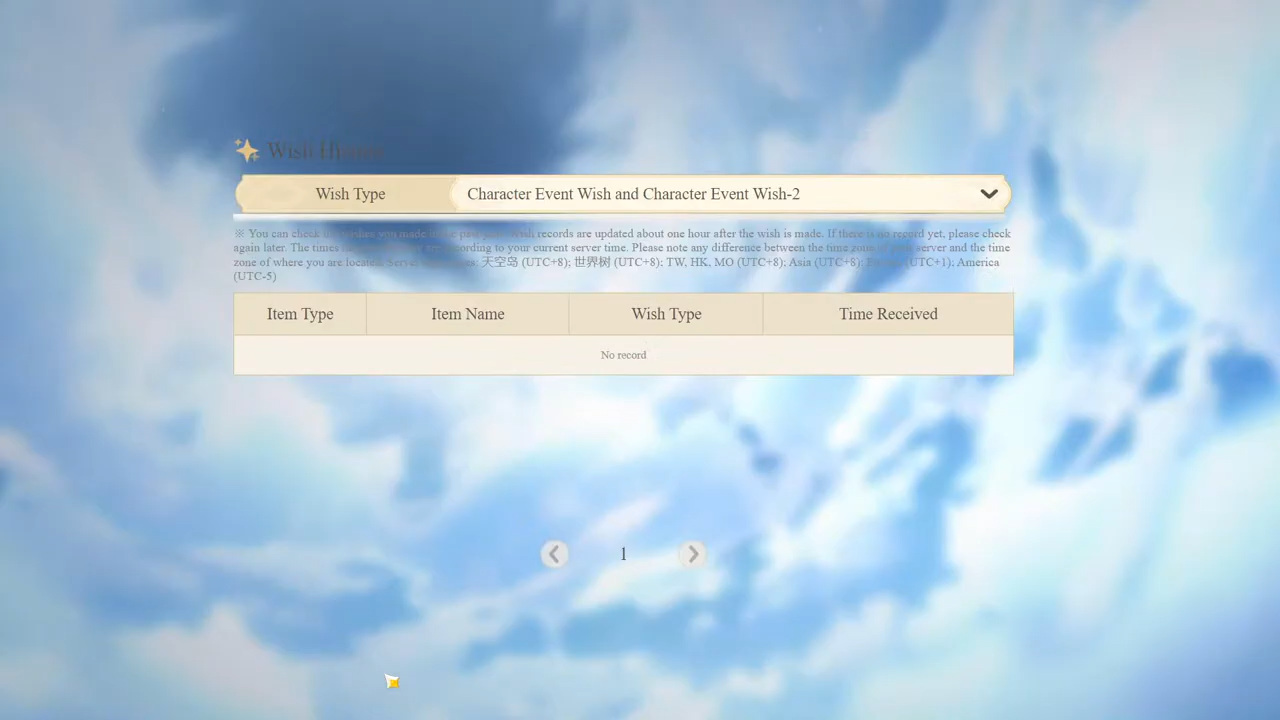 Wish History
Wish Type
Character Event Wish and Character Event Wish-2
※ You can check the wishes you made in the past year. Wish records are updated about one hour after the wish is made. If there is no record yet, please check
again later. The times are according to your current server time. Please note any difference between the time zone of your server and the time
zone of where you are located. Server 天空岛 (UTC+8); 世界树 (UTC+8); TW, HK, MO (UTC+8); Asia (UTC+8); Europe (UTC+1); America
(UTC-5)
Item Type Item Name Wish Type Time Received
No record
1